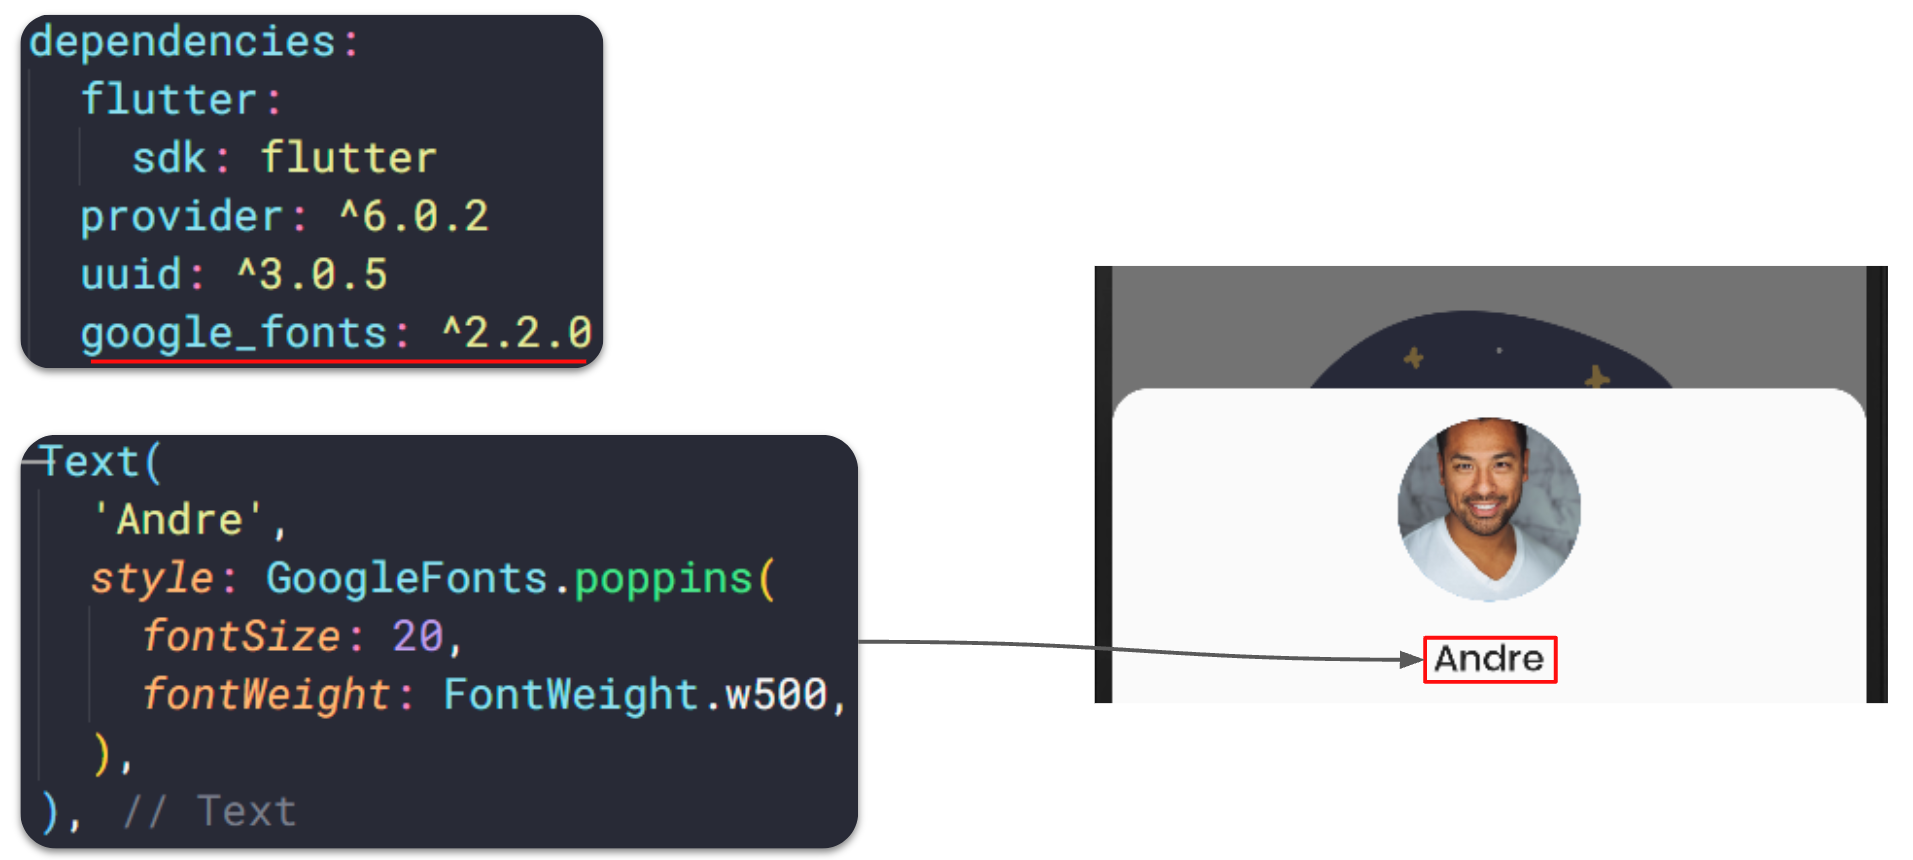 dependencies:
flutter:
sdk: flutter
provider: ^6.0.2
uuid: ^3.0.5
google_fonts: ^2.2.0
Text(
'Andre',
style: GoogleFonts.poppins(
fontSize: 20,
fontWeight: FontWeight.w500,
),
), // Text
Andre